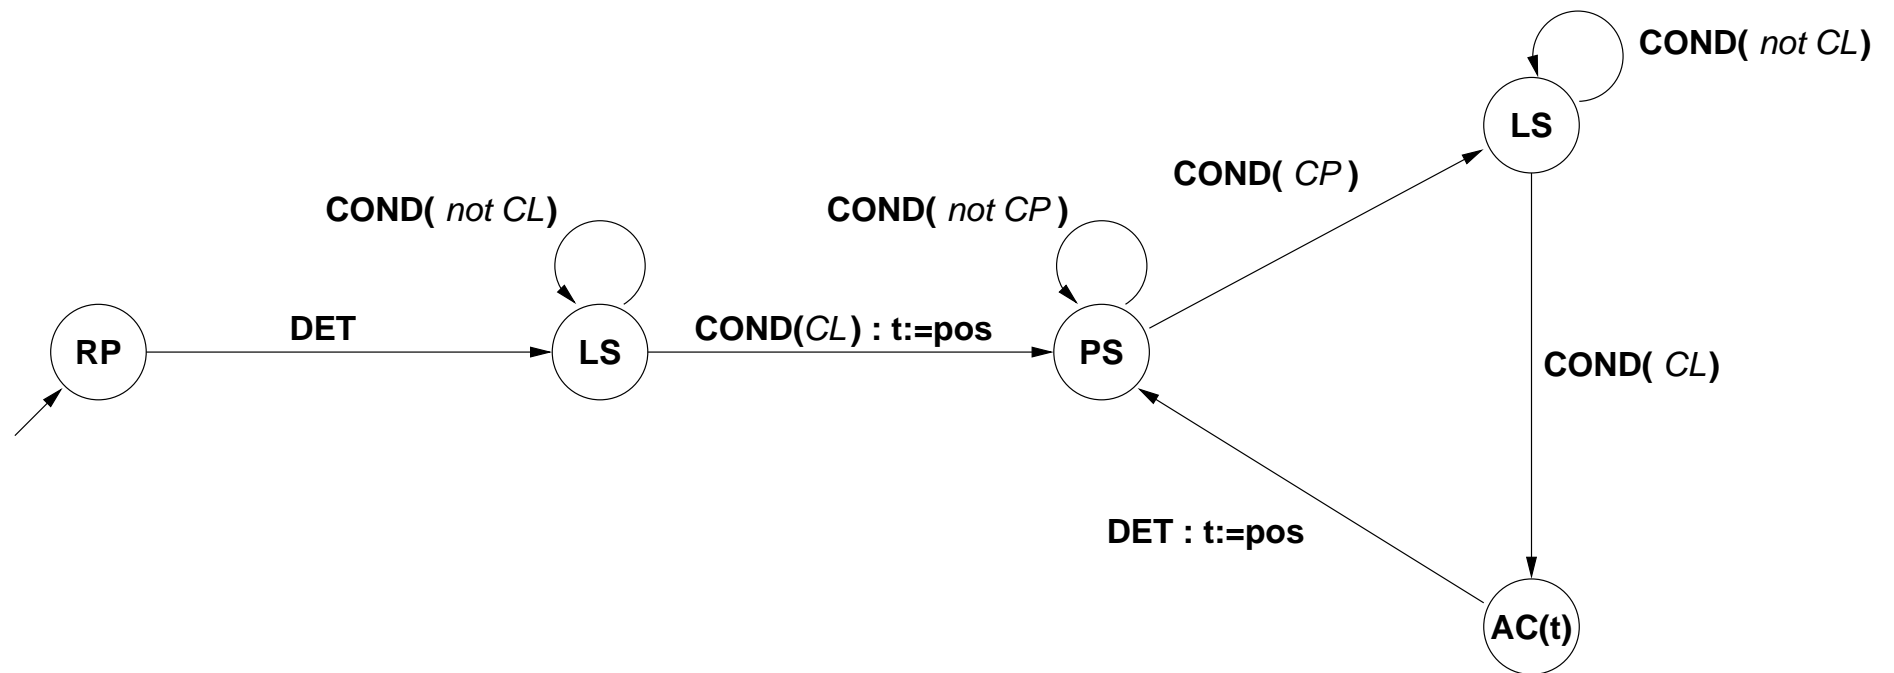 COND( not CL)
LS
COND( CP )
COND( not CL)
COND( not CP )
RP
DET
LS
COND(CL) : t:=pos
PS
COND( CL)
DET : t:=pos
AC(t)